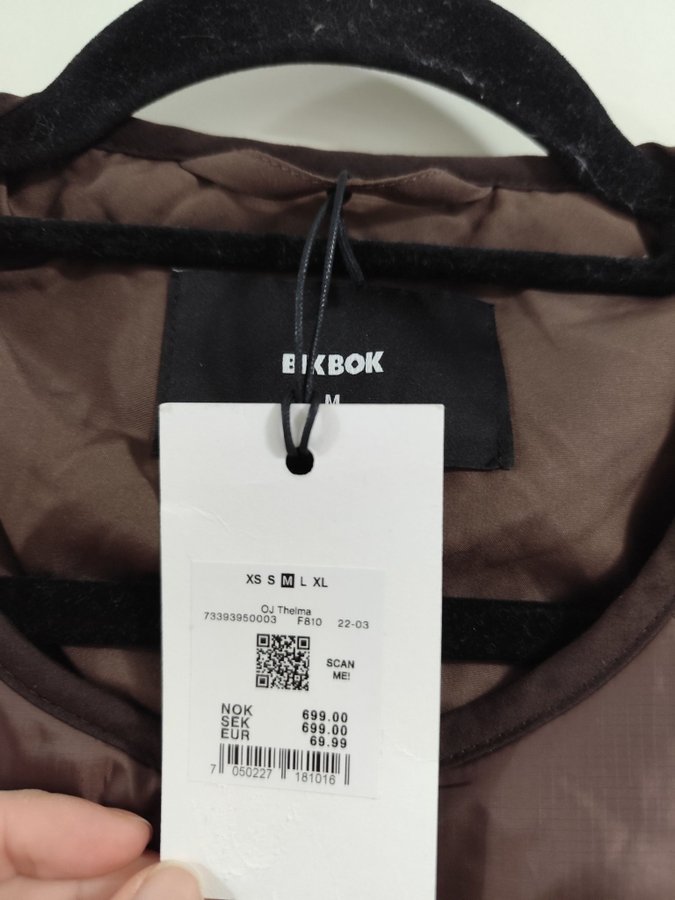 BIKBOK
M
XS S M L XL
OJ Thelma
73393950003 F810 22-03
SCAN
ME!
NOK 699.00
SEK 699.00
EUR 69.99
7 050227 181016